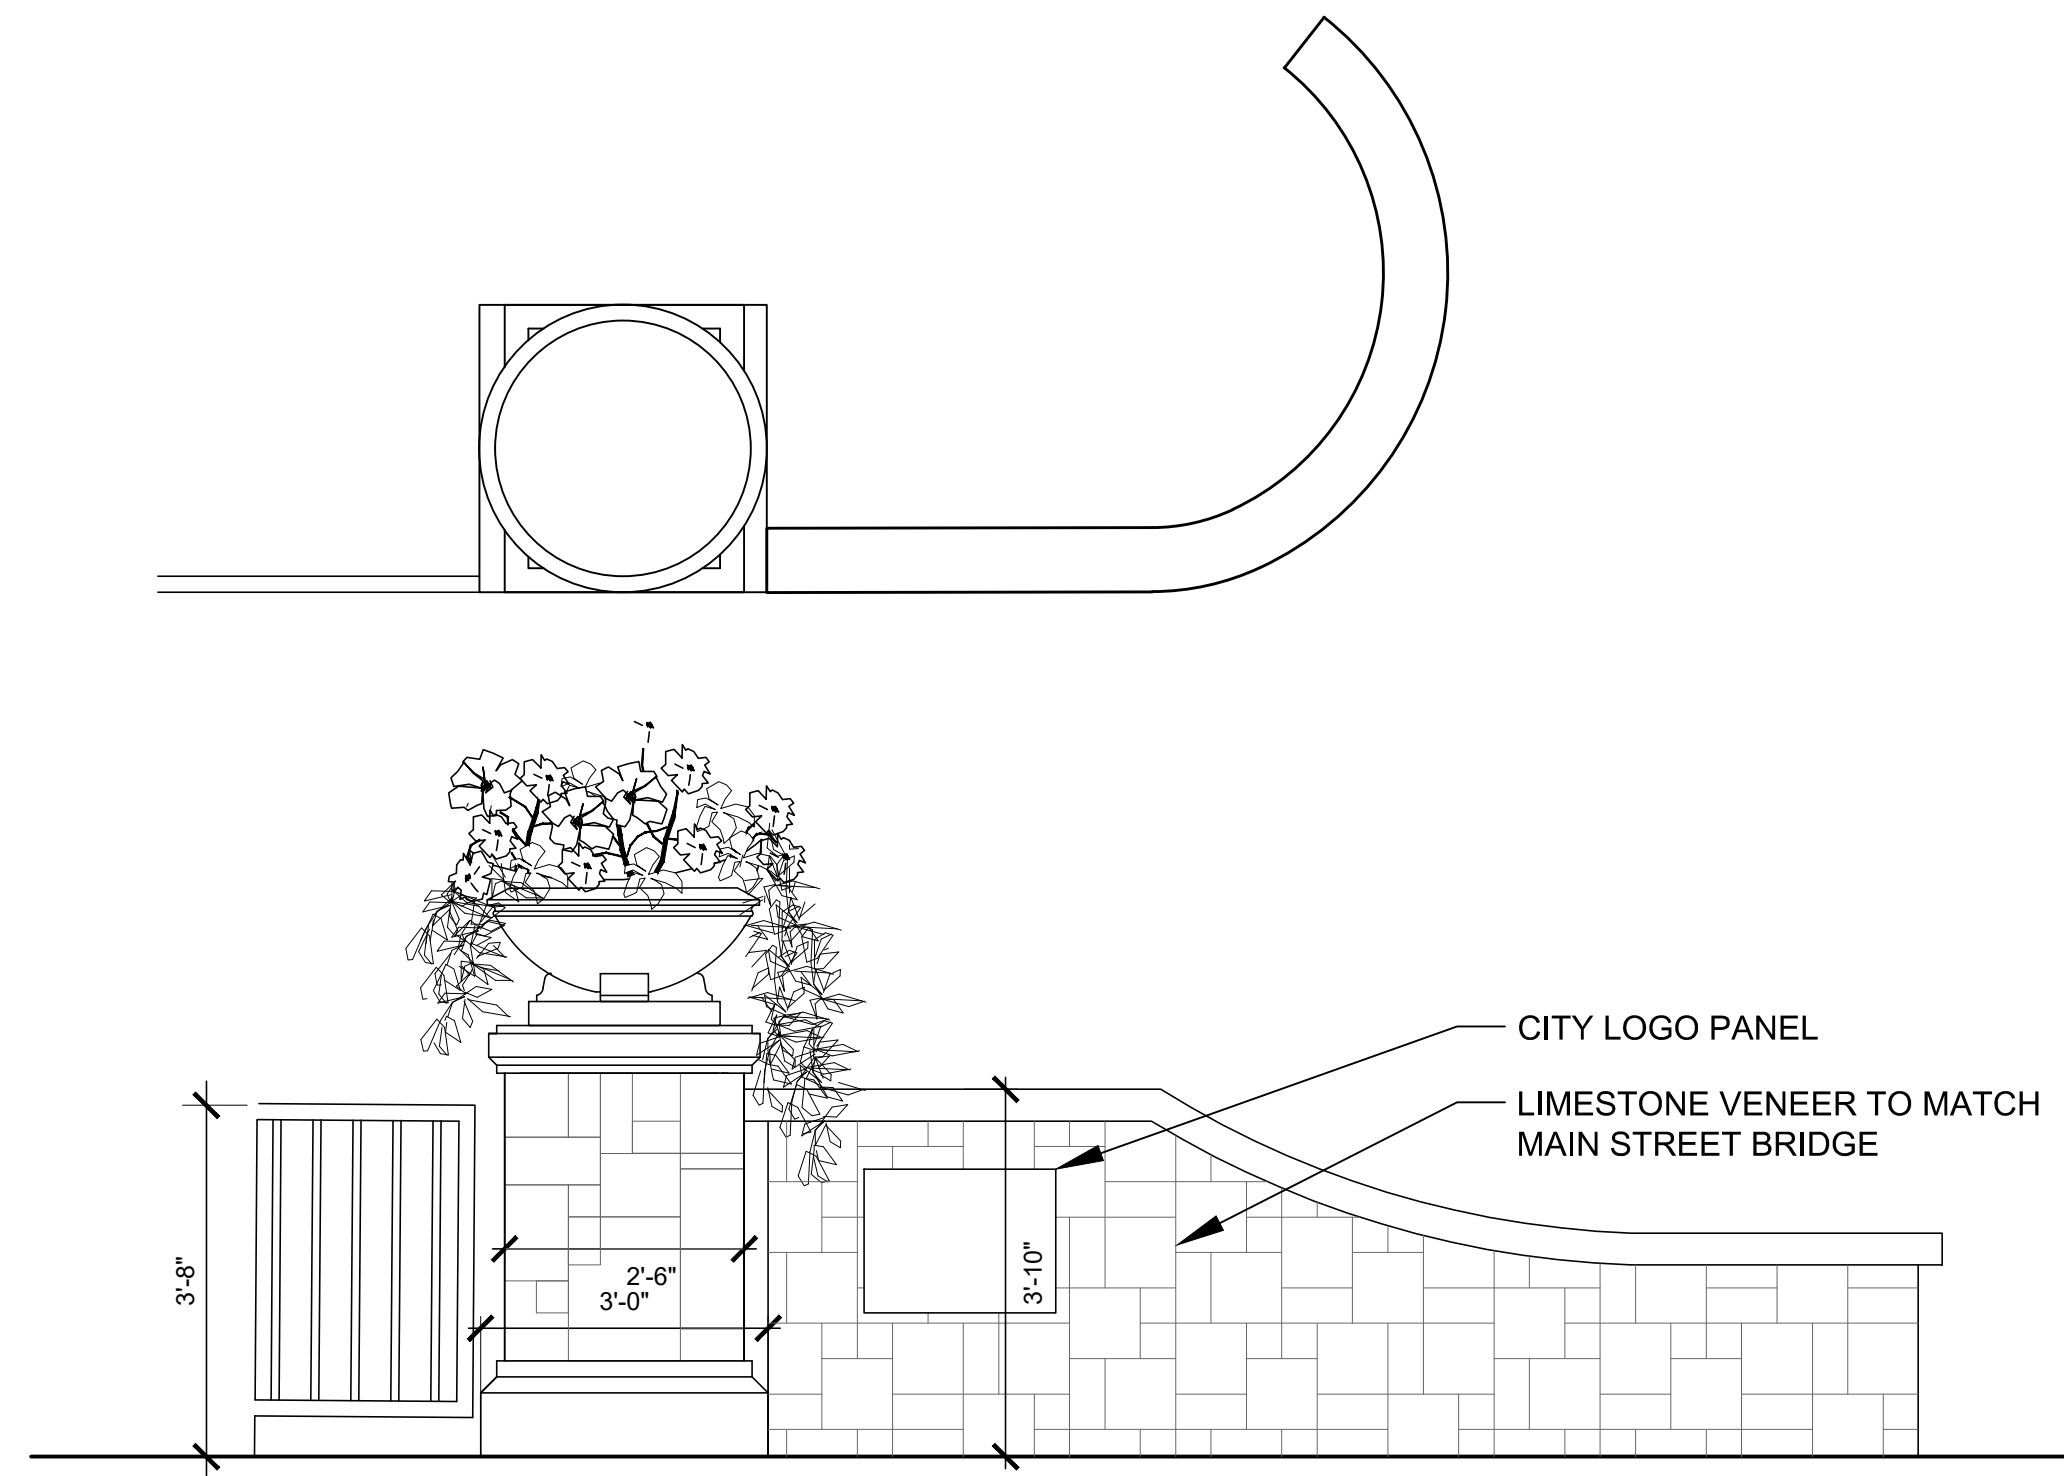 CITY LOGO PANEL
LIMESTONE VENEER TO MATCH
MAIN STREET BRIDGE
3'-8"
2'-6"
3'-0"
3'-10"